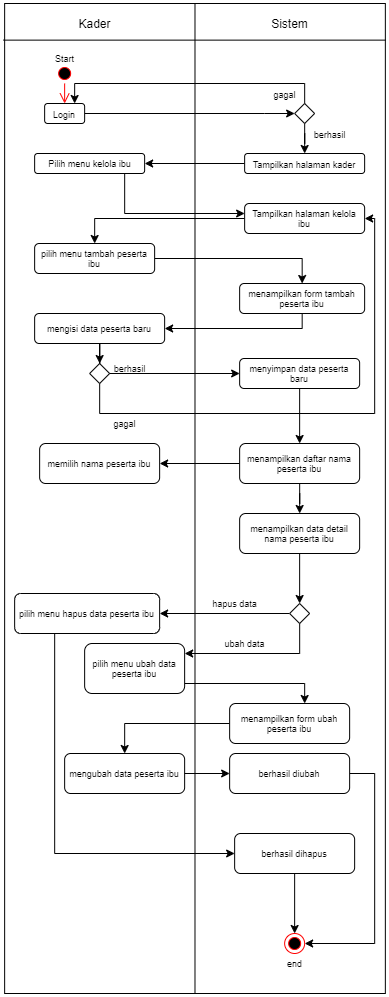 Kader
Sistem
Start
gagal
Login
berhasil
Pilih menu kelola ibu
Tampilkan halaman kader
Tampilkan halaman kelola
ibu
pilih menu tambah peserta
ibu
menampilkan form tambah
peserta ibu
mengisi data peserta baru
berhasil
menyimpan data peserta
baru
gagal
memilih nama peserta ibu
menampilkan daftar nama
peserta ibu
menampilkan data detail
nama peserta ibu
hapus data
pilih menu hapus data peserta ibu
ubah data
pilih menu ubah data
peserta ibu
menampilkan form ubah
peserta ibu
mengubah data peserta ibu
berhasil diubah
berhasil dihapus
end